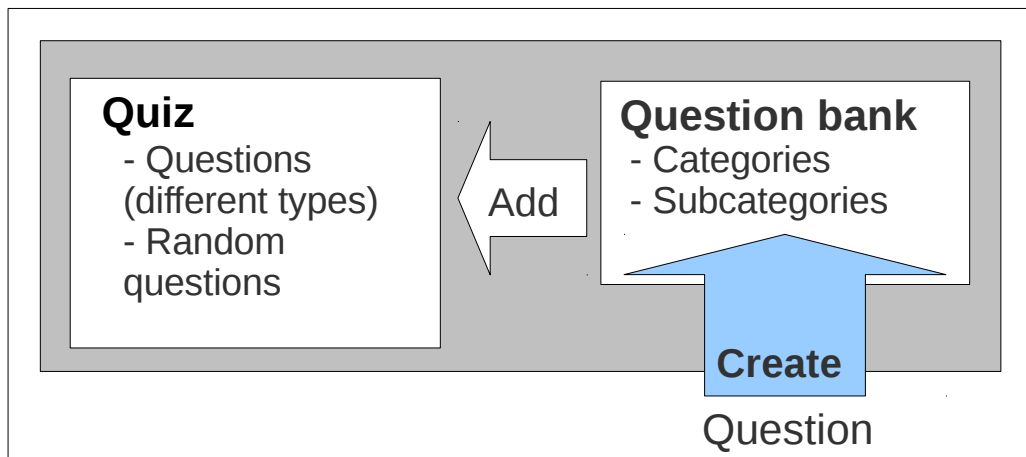 Quiz
- Questions
(different types)
- Random
questions
Add
Question bank
- Categories
- Subcategories
Create
Question